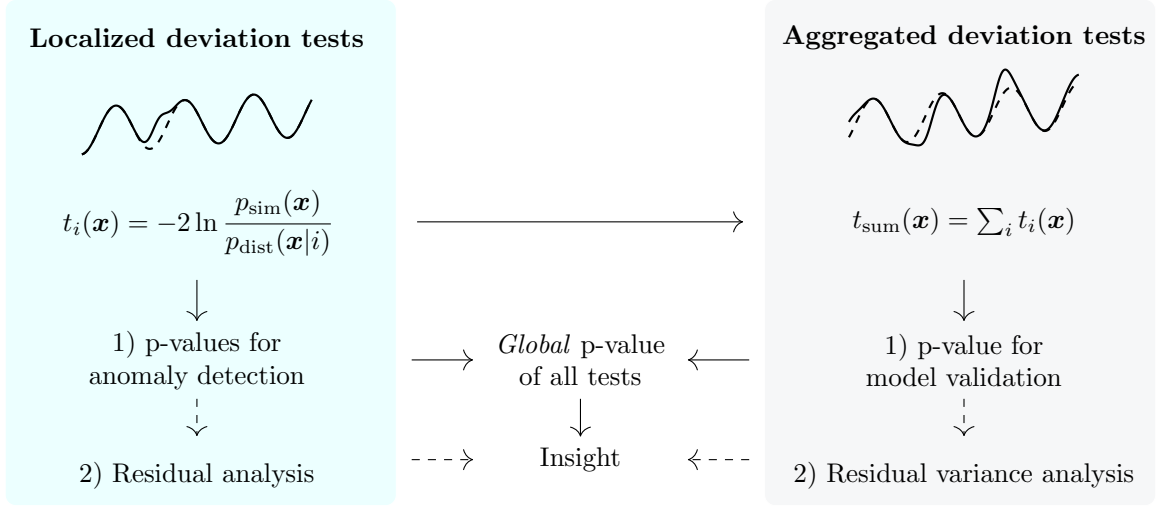 Localized deviation tests
t_i(x) = −2 ln p_sim(x) / p_dist(x|i)
1) p-values for
anomaly detection
2) Residual analysis
Global p-value
of all tests
Insight
Aggregated deviation tests
t_sum(x) = ∑_i t_i(x)
1) p-value for
model validation
2) Residual variance analysis